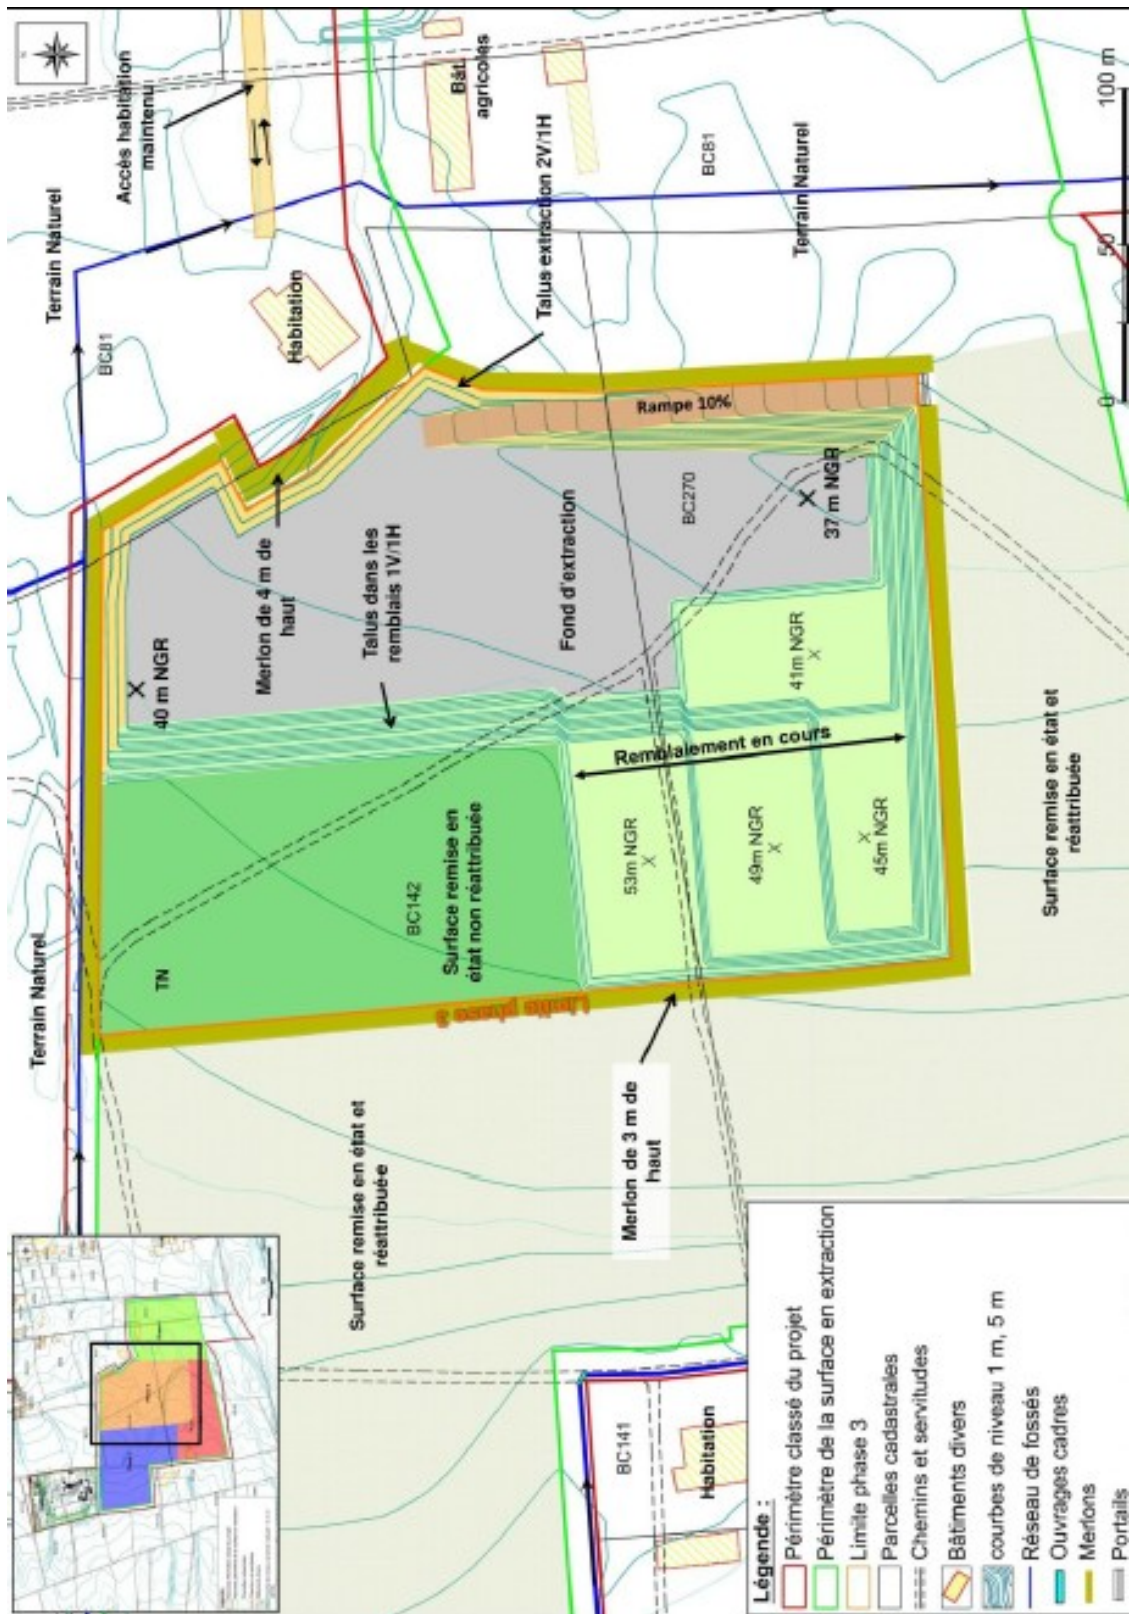 Terrain Naturel
Accès habitation
maintenu
Bât.
agricoles
100 m
50
0
BC81
Terrain Naturel
Talus extraction 2V/1H
Habitation
BC81
Rampe 10%
37 m NGR
BC270
Fond d'extraction
Merlon de 4 m de
haut
Talus dans les
remblais 1V/1H
40 m NGR
41m NGR
Remblaiement en cours
53m NGR
49m NGR
45m NGR
Surface remise en
état non réattribuée
BC142
TN
Terrain Naturel
Limite phase 3
Merlon de 3 m de
haut
Surface remise en état et
réattribuée
Surface remise en état et
réattribuée
BC141
Habitation
Légende :
Périmètre classé du projet
Périmètre de la surface en extraction
Limite phase 3
Parcelles cadastrales
Chemins et servitudes
Bâtiments divers
courbes de niveau 1 m, 5 m
Réseau de fossés
Ouvrages cadres
Merlons
Portails